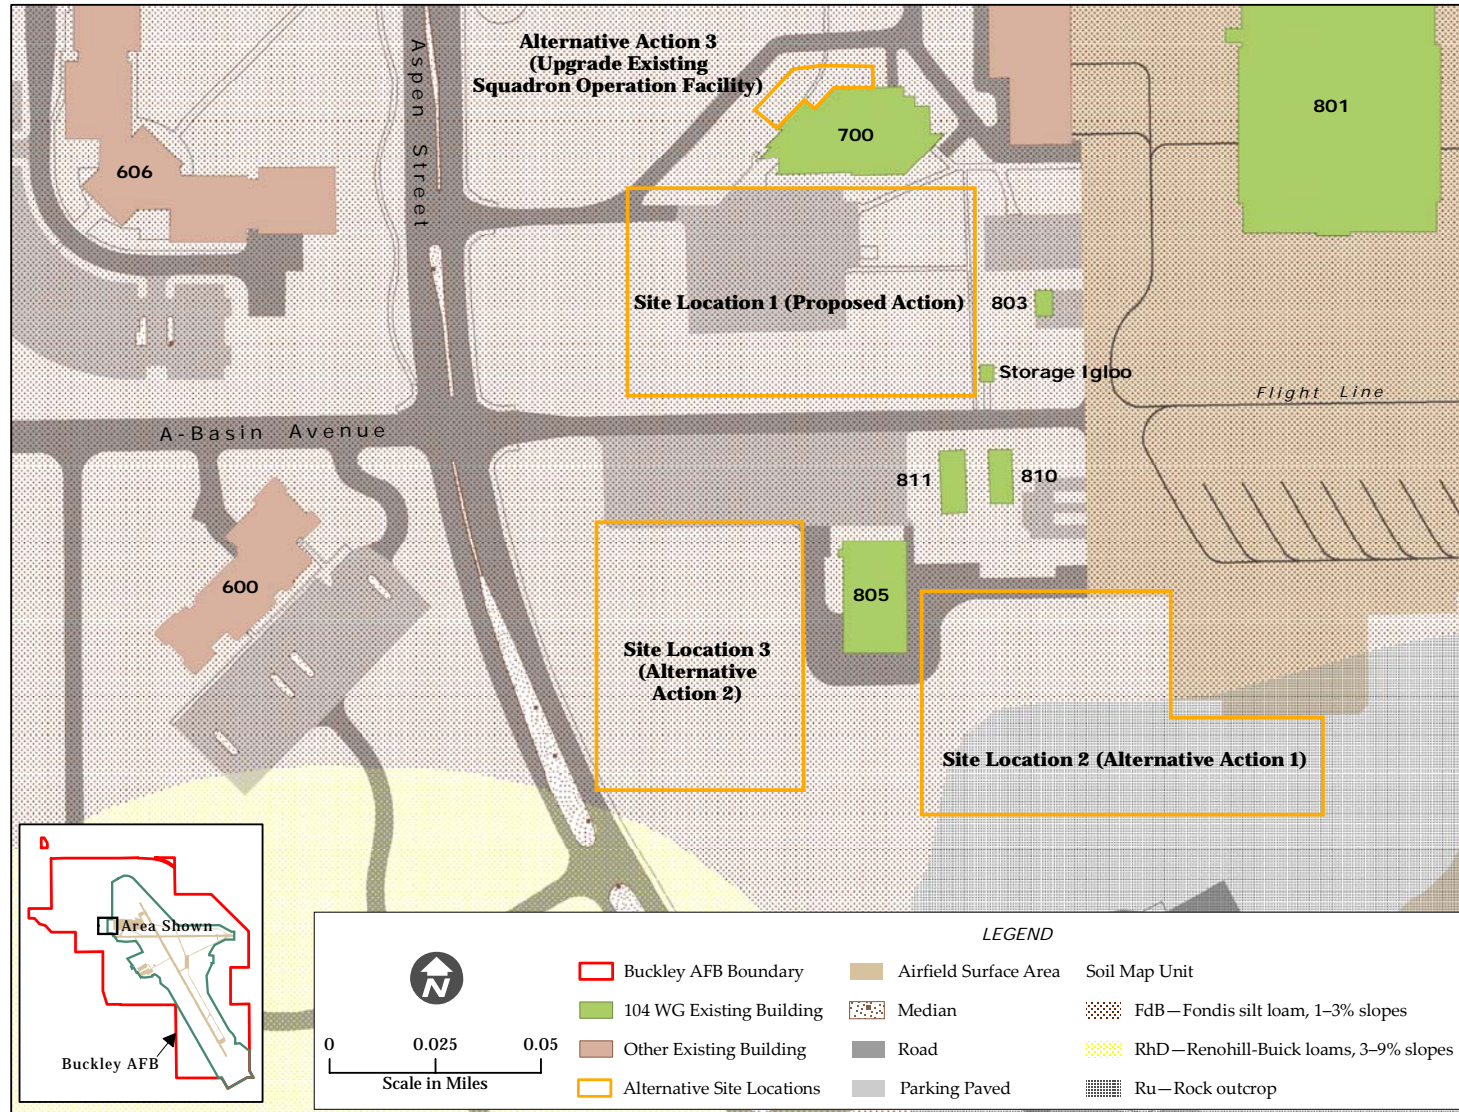 Alternative Action 3
(Upgrade Existing
Squadron Operation Facility)
Aspen Street
801
700
606
Site Location 1 (Proposed Action)
803
Storage Igloo
Flight Line
A-Basin Avenue
811
810
600
805
Site Location 3
(Alternative
Action 2)
Site Location 2 (Alternative Action 1)
Area Shown
Buckley AFB
N
0
0.025
0.05
Scale in Miles
LEGEND
Buckley AFB Boundary
104 WG Existing Building
Other Existing Building
Alternative Site Locations
Airfield Surface Area
Median
Road
Parking Paved
Soil Map Unit
FdB—Fondis silt loam, 1–3% slopes
RhD—Renohill-Buick loams, 3–9% slopes
Ru—Rock outcrop